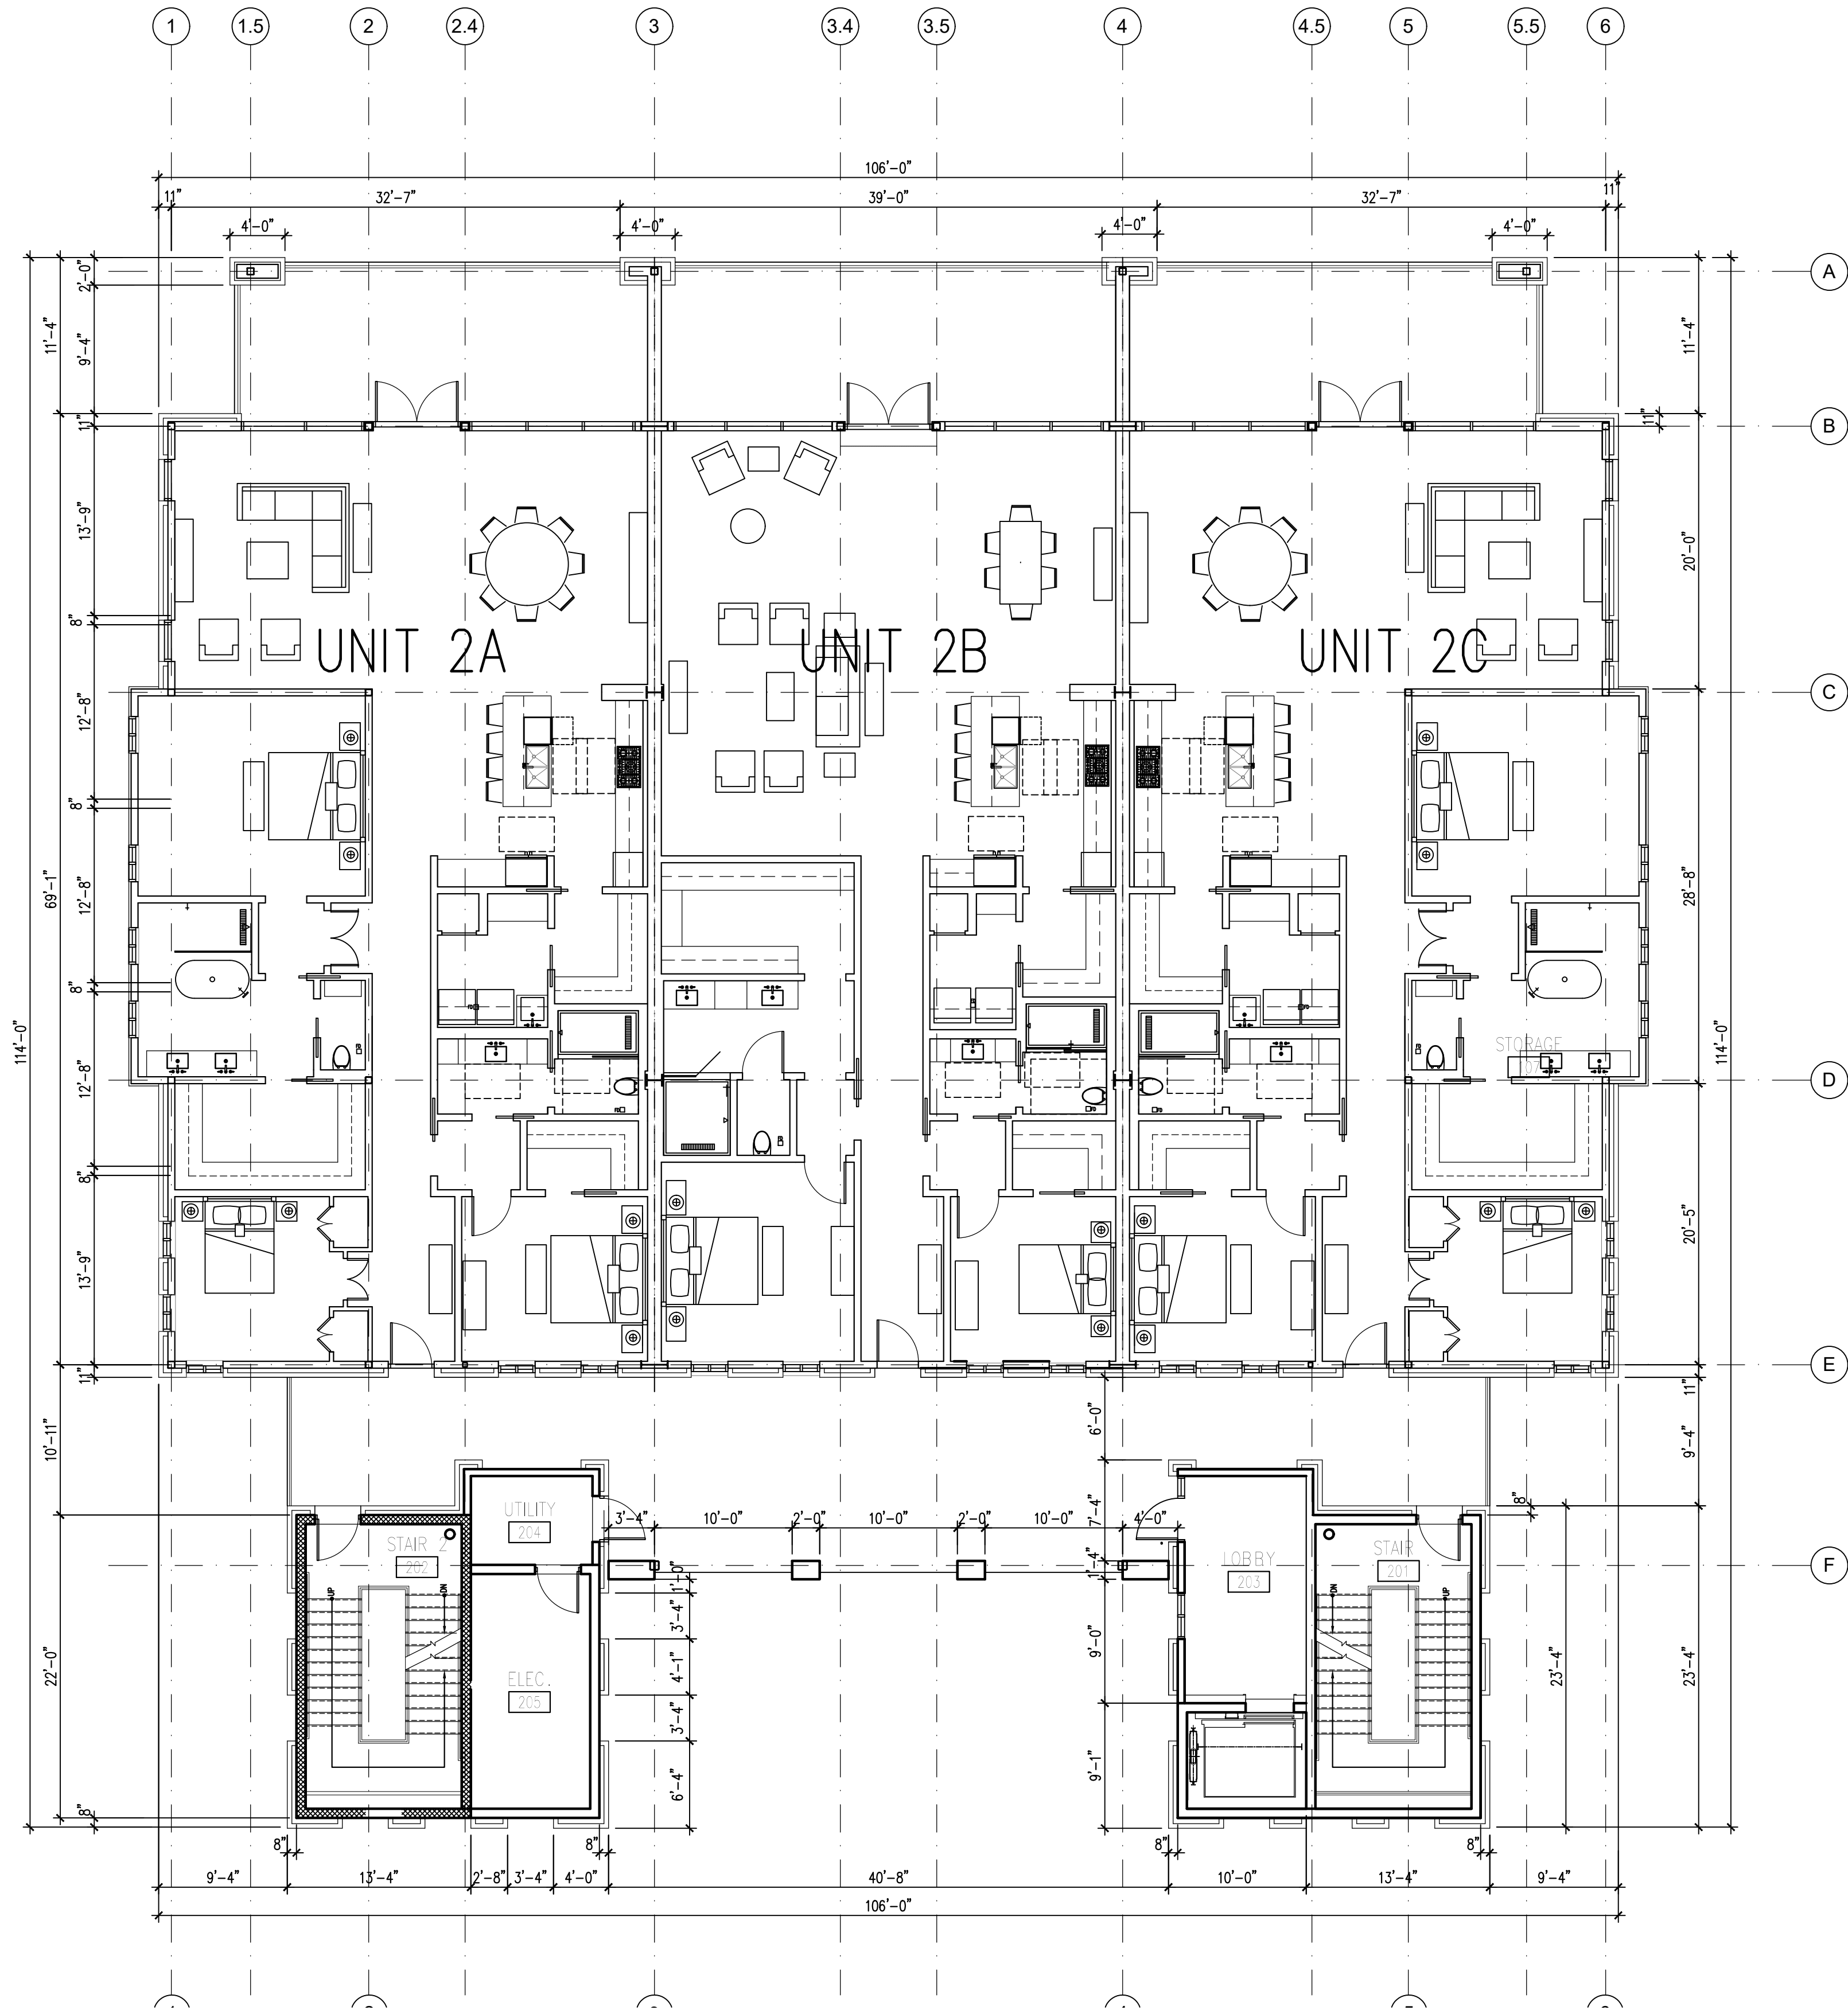 1 1.5 2 2.4 3 3.4 3.5 4 4.5 5 5.5 6
106'-0"
11" 32'-7" 39'-0" 32'-7" 11"
4'-0" 4'-0" 4'-0" 4'-0"
A
2'-0"
11'-4" 9'-4" 11'-4"
11" 11" B
13'-9" 20'-0"
8"
UNIT 2A UNIT 2B UNIT 2C
C
12'-8"
8"
69'-1" 12'-8" 28'-8"
8"
114'-0" 114'-0"
STORAGE
107
12'-8" D
8"
13'-9" 20'-5"
E
11" 11"
6'-0"
10'-11" 9'-4"
8"
UTILITY
204
3'-4" 10'-0" 2'-0" 10'-0" 2'-0" 10'-0" 4'-0"
7'-4"
STAIR 2
202
LOBBY
203
STAIR
201
F
1'-0" 1'-4"
UP DN DN UP
3'-4" 9'-0"
22'-0" 4'-1" 23'-4" 23'-4"
ELEC.
205
3'-4"
6'-4" 9'-1"
8"
8" 8" 8" 8"
9'-4" 13'-4" 2'-8" 3'-4" 4'-0" 40'-8" 10'-0" 13'-4" 9'-4"
106'-0"